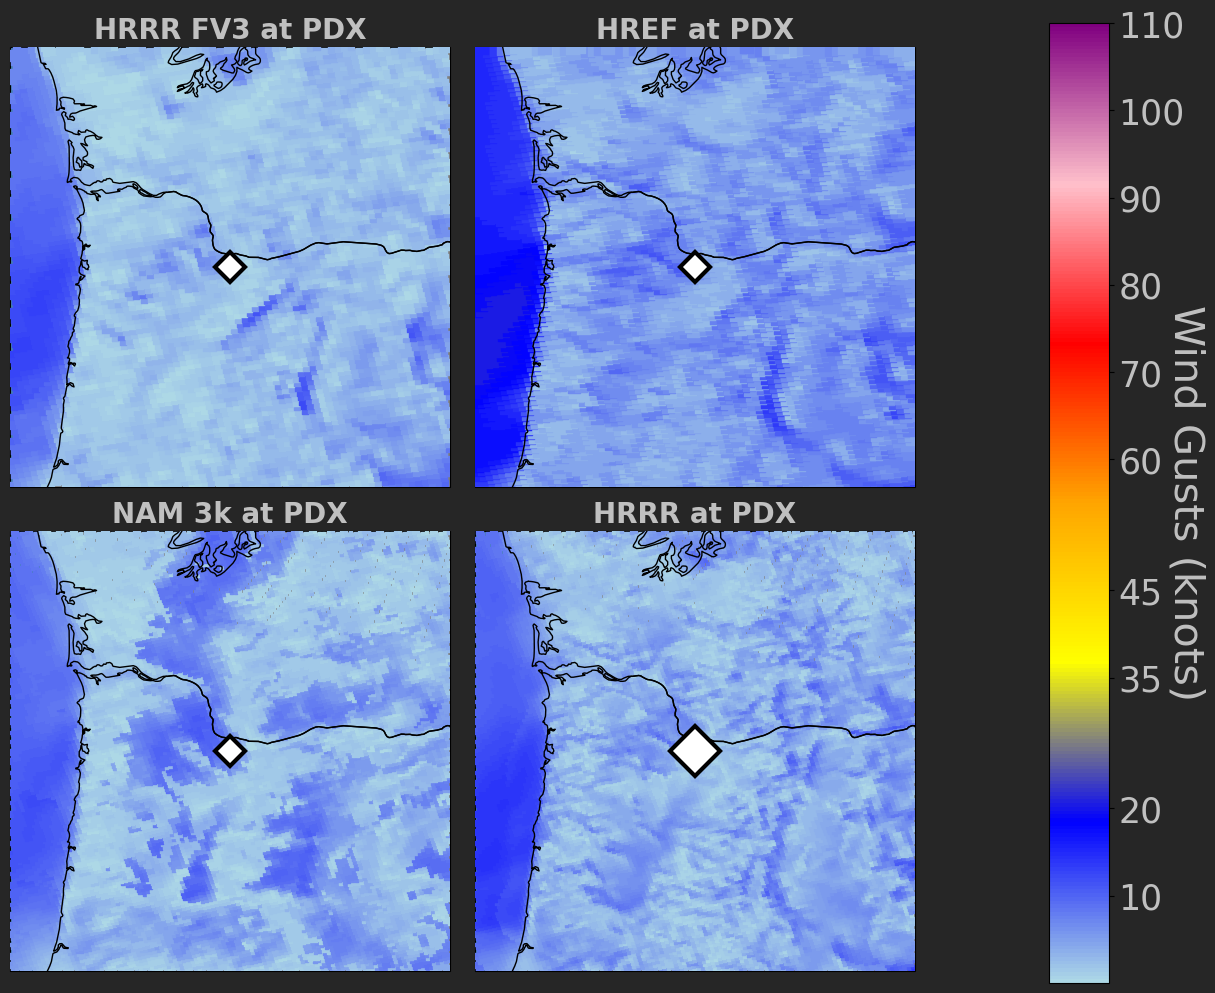 HRRR FV3 at PDX
HREF at PDX
NAM 3k at PDX
HRRR at PDX
110
100
90
80
70
60
45
35
20
10
Wind Gusts (knots)